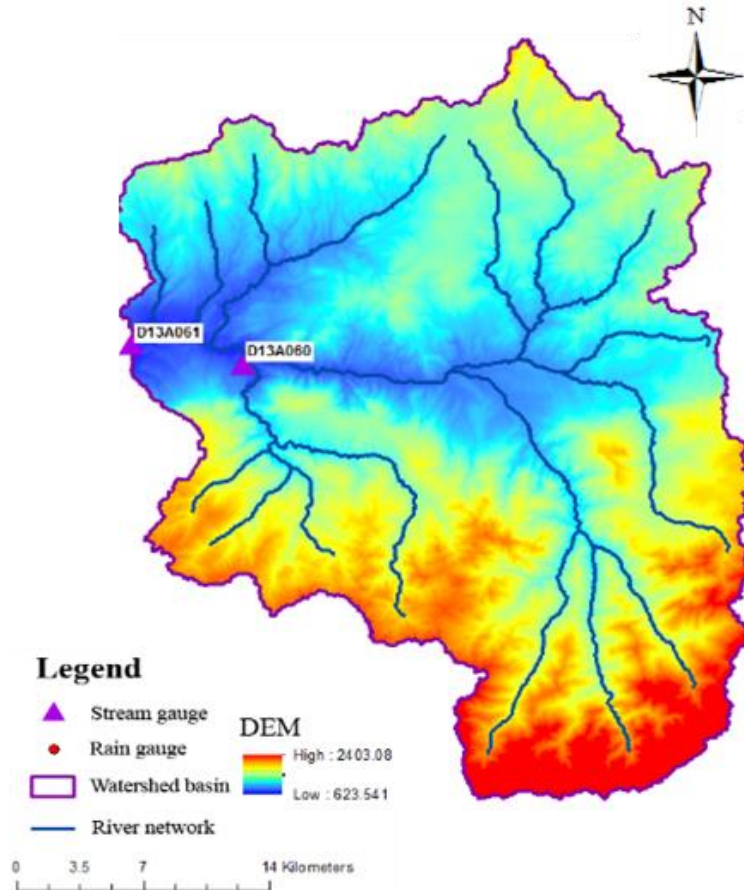 N
D13A061
D13A060
Legend
Stream gauge
Rain gauge
Watershed basin
River network
DEM
High : 2403.08
Low : 623.541
0 3.5 7 14 Kilometers